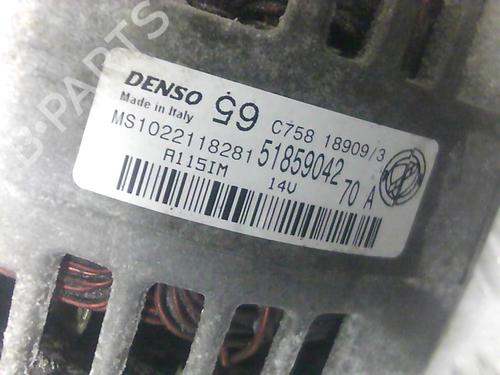 B-PARTS
DENSO
Made in Italy
65 C758 18909/3
MS1022118281 51859042
A115IM 14V 70 A